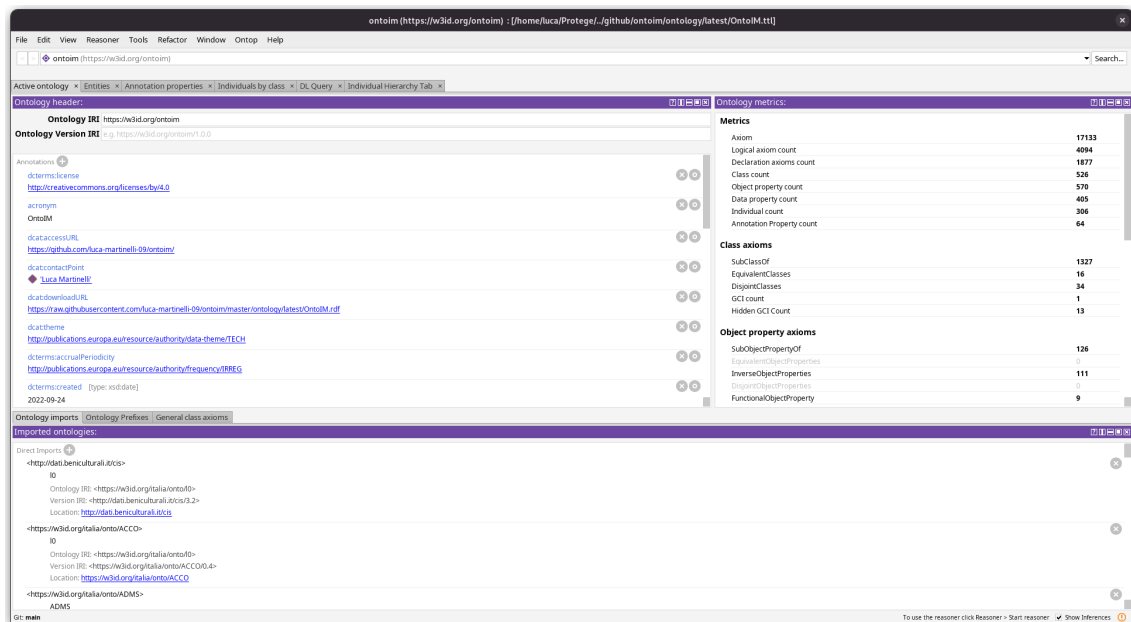 ontoim (https://w3id.org/ontoim) : [/home/luca/Protege/../github/ontoim/ontology/latest/OntoIM.ttl]
File Edit View Reasoner Tools Refactor Window Ontop Help
ontoim (https://w3id.org/ontoim)
Search...
Active ontology × Entities × Annotation properties × Individuals by class × DL Query × Individual Hierarchy Tab ×
Ontology header:
Ontology IRI https://w3id.org/ontoim
Ontology Version IRI e.g. https://w3id.org/ontoim/1.0.0
Annotations
dcterms:license
http://creativecommons.org/licenses/by/4.0
acronym
OntoIM
dcat:accessURL
https://github.com/luca-martinelli-09/ontoim/
dcat:contactPoint
'Luca Martinelli'
dcat:downloadURL
https://raw.githubusercontent.com/luca-martinelli-09/ontoim/master/ontology/latest/OntoIM.rdf
dcat:theme
http://publications.europa.eu/resource/authority/data-theme/TECH
dcterms:accrualPeriodicity
http://publications.europa.eu/resource/authority/frequency/IRREG
dcterms:created [type: xsd:date]
2022-09-24
Ontology metrics:
Metrics
Axiom 17133
Logical axiom count 4094
Declaration axioms count 1877
Class count 526
Object property count 570
Data property count 405
Individual count 306
Annotation Property count 64
Class axioms
SubClassOf 1327
EquivalentClasses 16
DisjointClasses 34
GCI count 1
Hidden GCI Count 13
Object property axioms
SubObjectPropertyOf 126
EquivalentObjectProperties 0
InverseObjectProperties 111
DisjointObjectProperties 0
FunctionalObjectProperty 9
Ontology imports Ontology Prefixes General class axioms
Imported ontologies:
Direct Imports
<http://dati.beniculturali.it/cis>
l0
Ontology IRI: <https://w3id.org/italia/onto/l0>
Version IRI: <http://dati.beniculturali.it/cis/3.2>
Location: http://dati.beniculturali.it/cis
<https://w3id.org/italia/onto/ACCO>
l0
Ontology IRI: <https://w3id.org/italia/onto/l0>
Version IRI: <https://w3id.org/italia/onto/ACCO/0.4>
Location: https://w3id.org/italia/onto/ACCO
<https://w3id.org/italia/onto/ADMS>
ADMS
Git: main
To use the reasoner click Reasoner > Start reasoner
Show Inferences